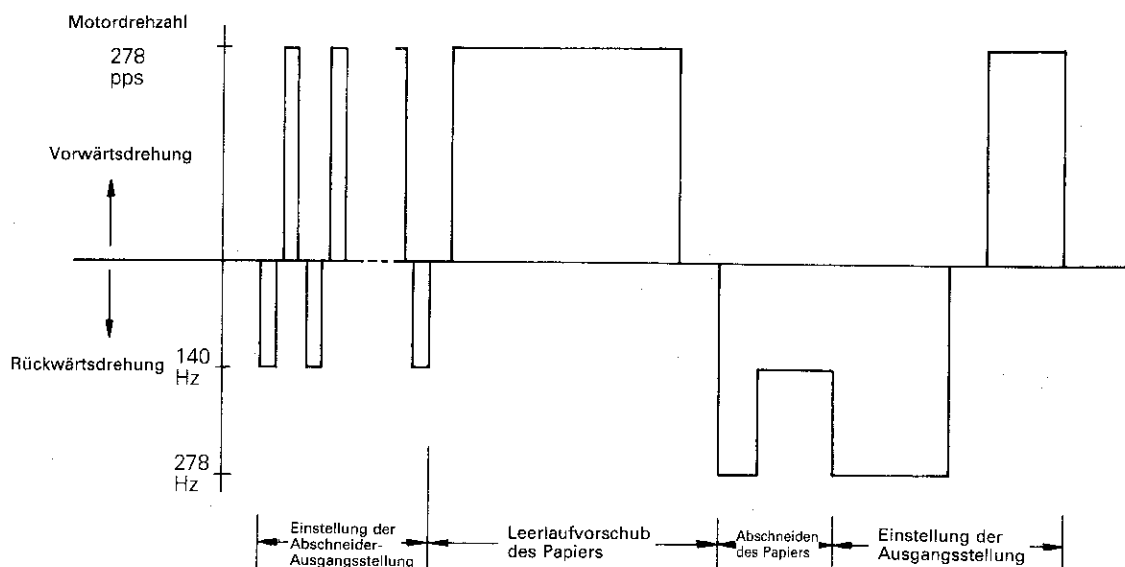 Motordrehzahl
278
pps
Vorwärtsdrehung
Rückwärtsdrehung
140
Hz
278
Hz
Einstellung der
Abschneider-
Ausgangsstellung
Leerlaufvorschub
des Papiers
Abschneiden
des Papiers
Einstellung der
Ausgangsstellung